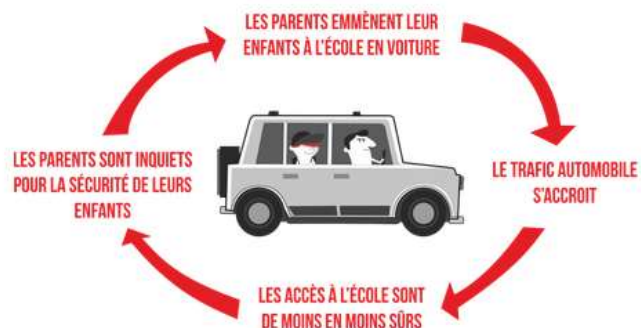 LES PARENTS EMMÈNENT LEUR
ENFANTS À L'ÉCOLE EN VOITURE
LE TRAFIC AUTOMOBILE
S'ACCROIT
LES ACCÈS À L'ÉCOLE SONT
DE MOINS EN MOINS SÛRS
LES PARENTS SONT INQUIETS
POUR LA SÉCURITÉ DE LEURS
ENFANTS